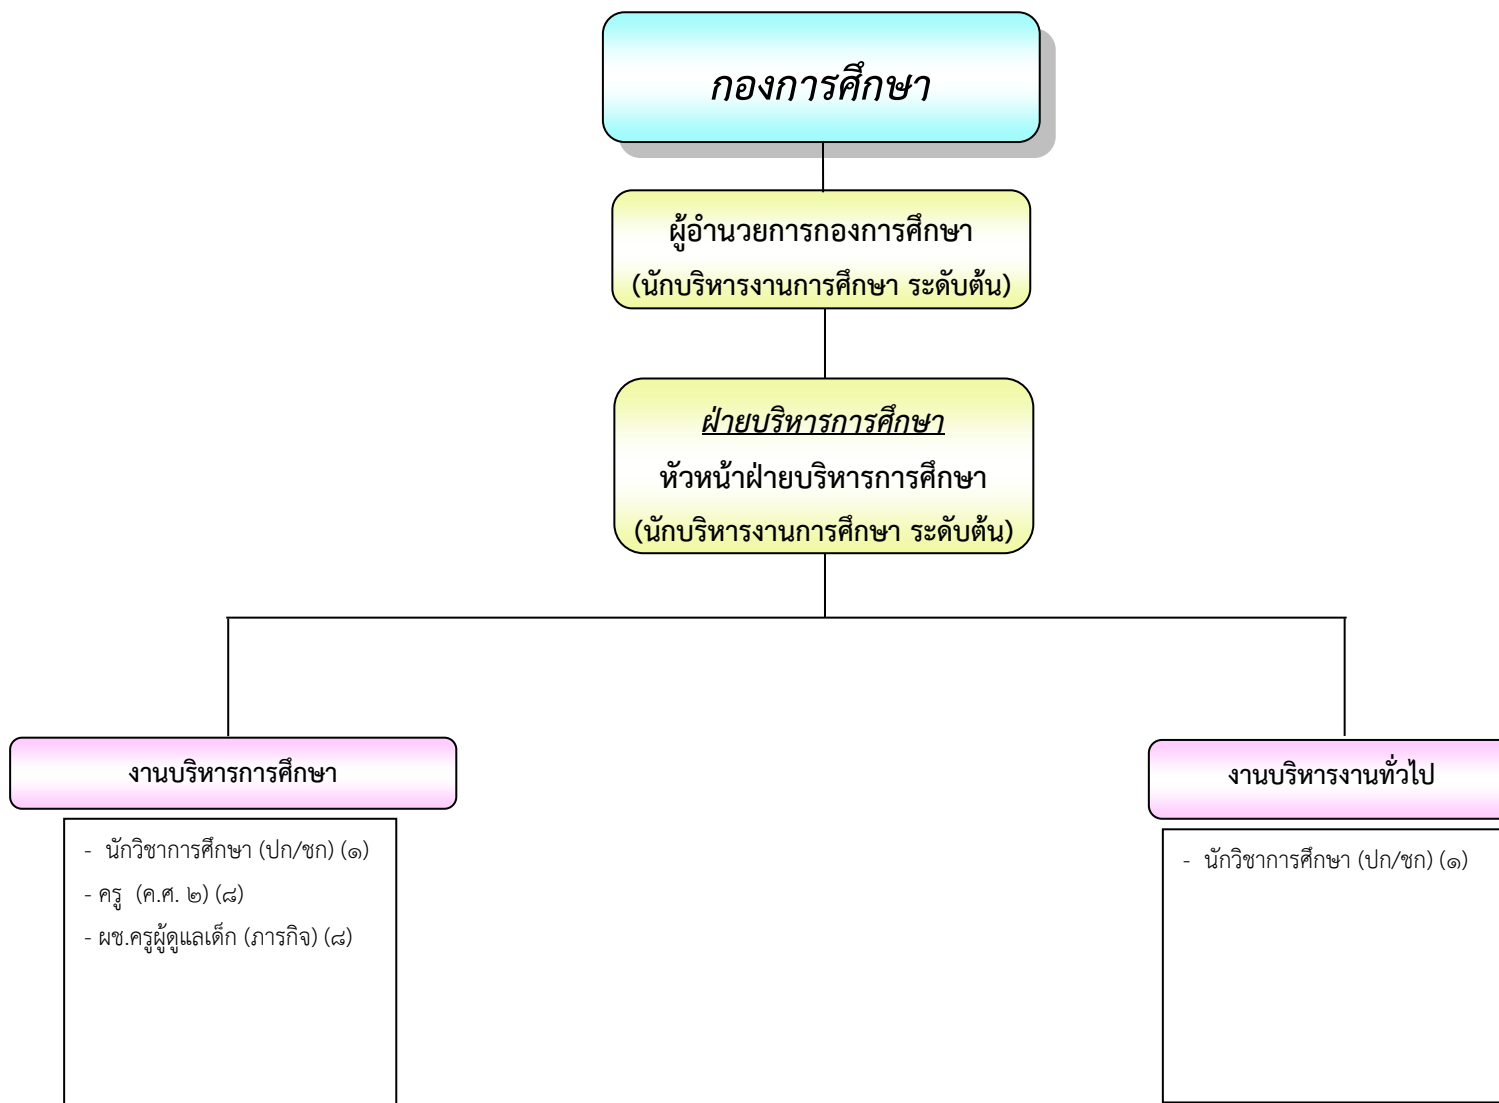 กองการศึกษา
ผู้อำนวยการกองการศึกษา
(นักบริหารงานการศึกษา ระดับต้น)
ฝ่ายบริหารการศึกษา
หัวหน้าฝ่ายบริหารการศึกษา
(นักบริหารงานการศึกษา ระดับต้น)
งานบริหารการศึกษา
- นักวิชาการศึกษา (ปก/ชก) (๑)
- ครู (ค.ศ. ๒) (๘)
- ผช.ครูผู้ดูแลเด็ก (ภารกิจ) (๘)
งานบริหารงานทั่วไป
- นักวิชาการศึกษา (ปก/ชก) (๑)